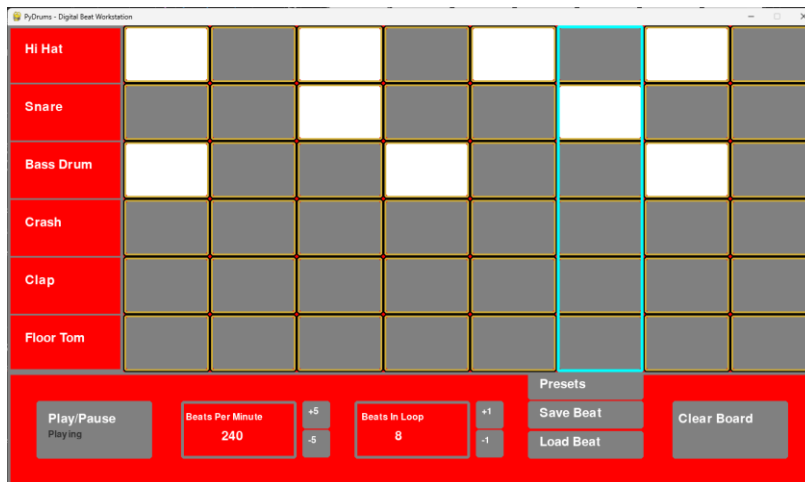 PyDrums - Digital Beat Workstation
Hi Hat
Snare
Bass Drum
Crash
Clap
Floor Tom
Play/Pause
Playing
Beats Per Minute
240
+5
-5
Beats In Loop
8
+1
-1
Presets
Save Beat
Load Beat
Clear Board